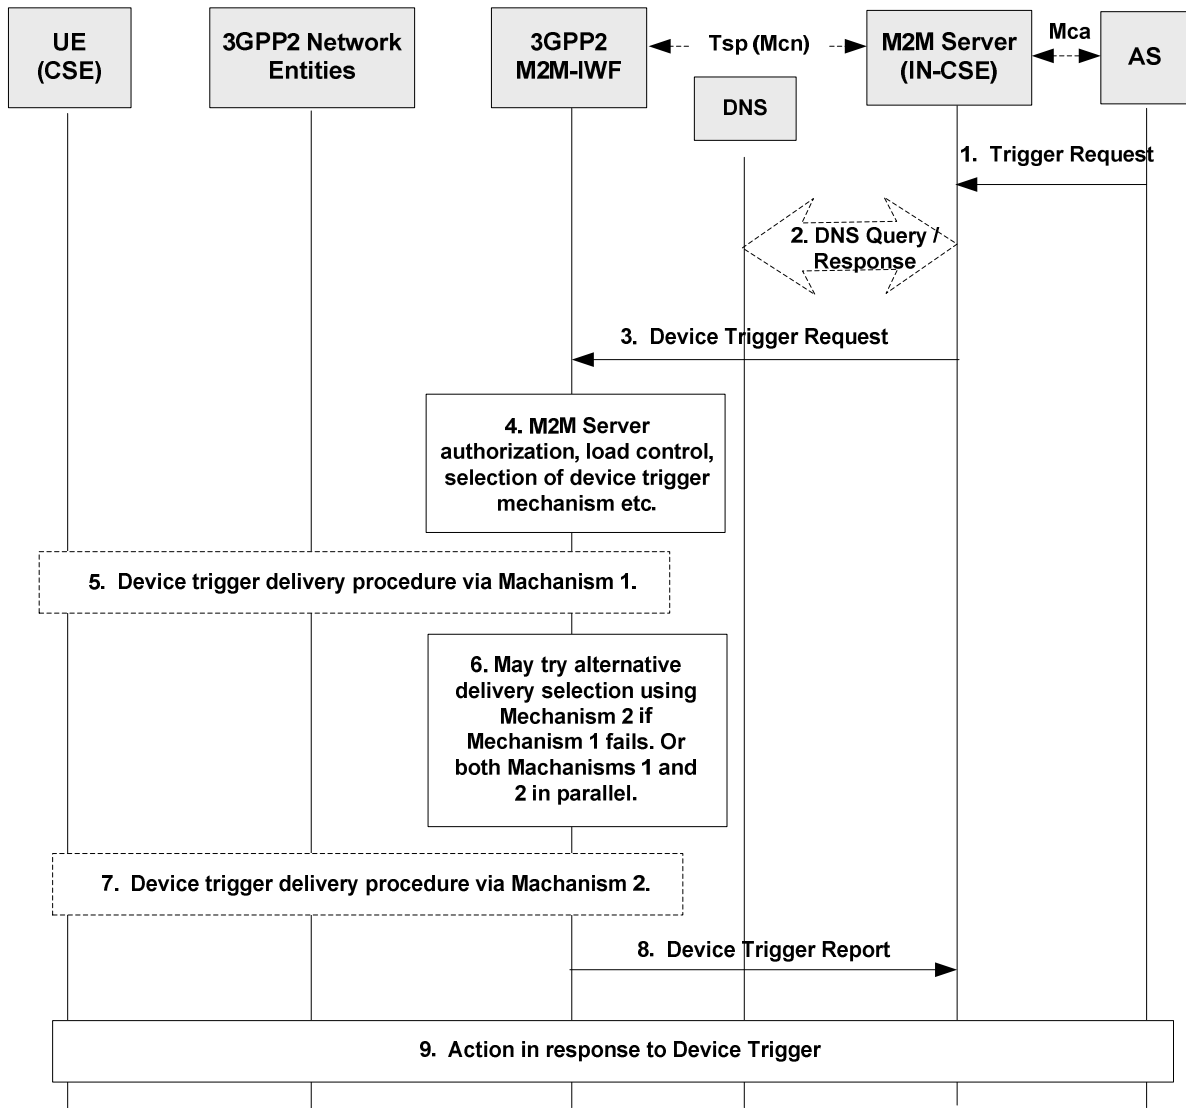 UE
(CSE)
3GPP2 Network
Entities
3GPP2
M2M-IWF
Tsp (Mcn)
M2M Server
(IN-CSE)
Mca
AS
DNS
1. Trigger Request
2. DNS Query /
Response
3. Device Trigger Request
4. M2M Server
authorization, load control,
selection of device trigger
mechanism etc.
5. Device trigger delivery procedure via Machanism 1.
6. May try alternative
delivery selection using
Mechanism 2 if
Mechanism 1 fails. Or
both Machanisms 1 and
2 in parallel.
7. Device trigger delivery procedure via Machanism 2.
8. Device Trigger Report
9. Action in response to Device Trigger